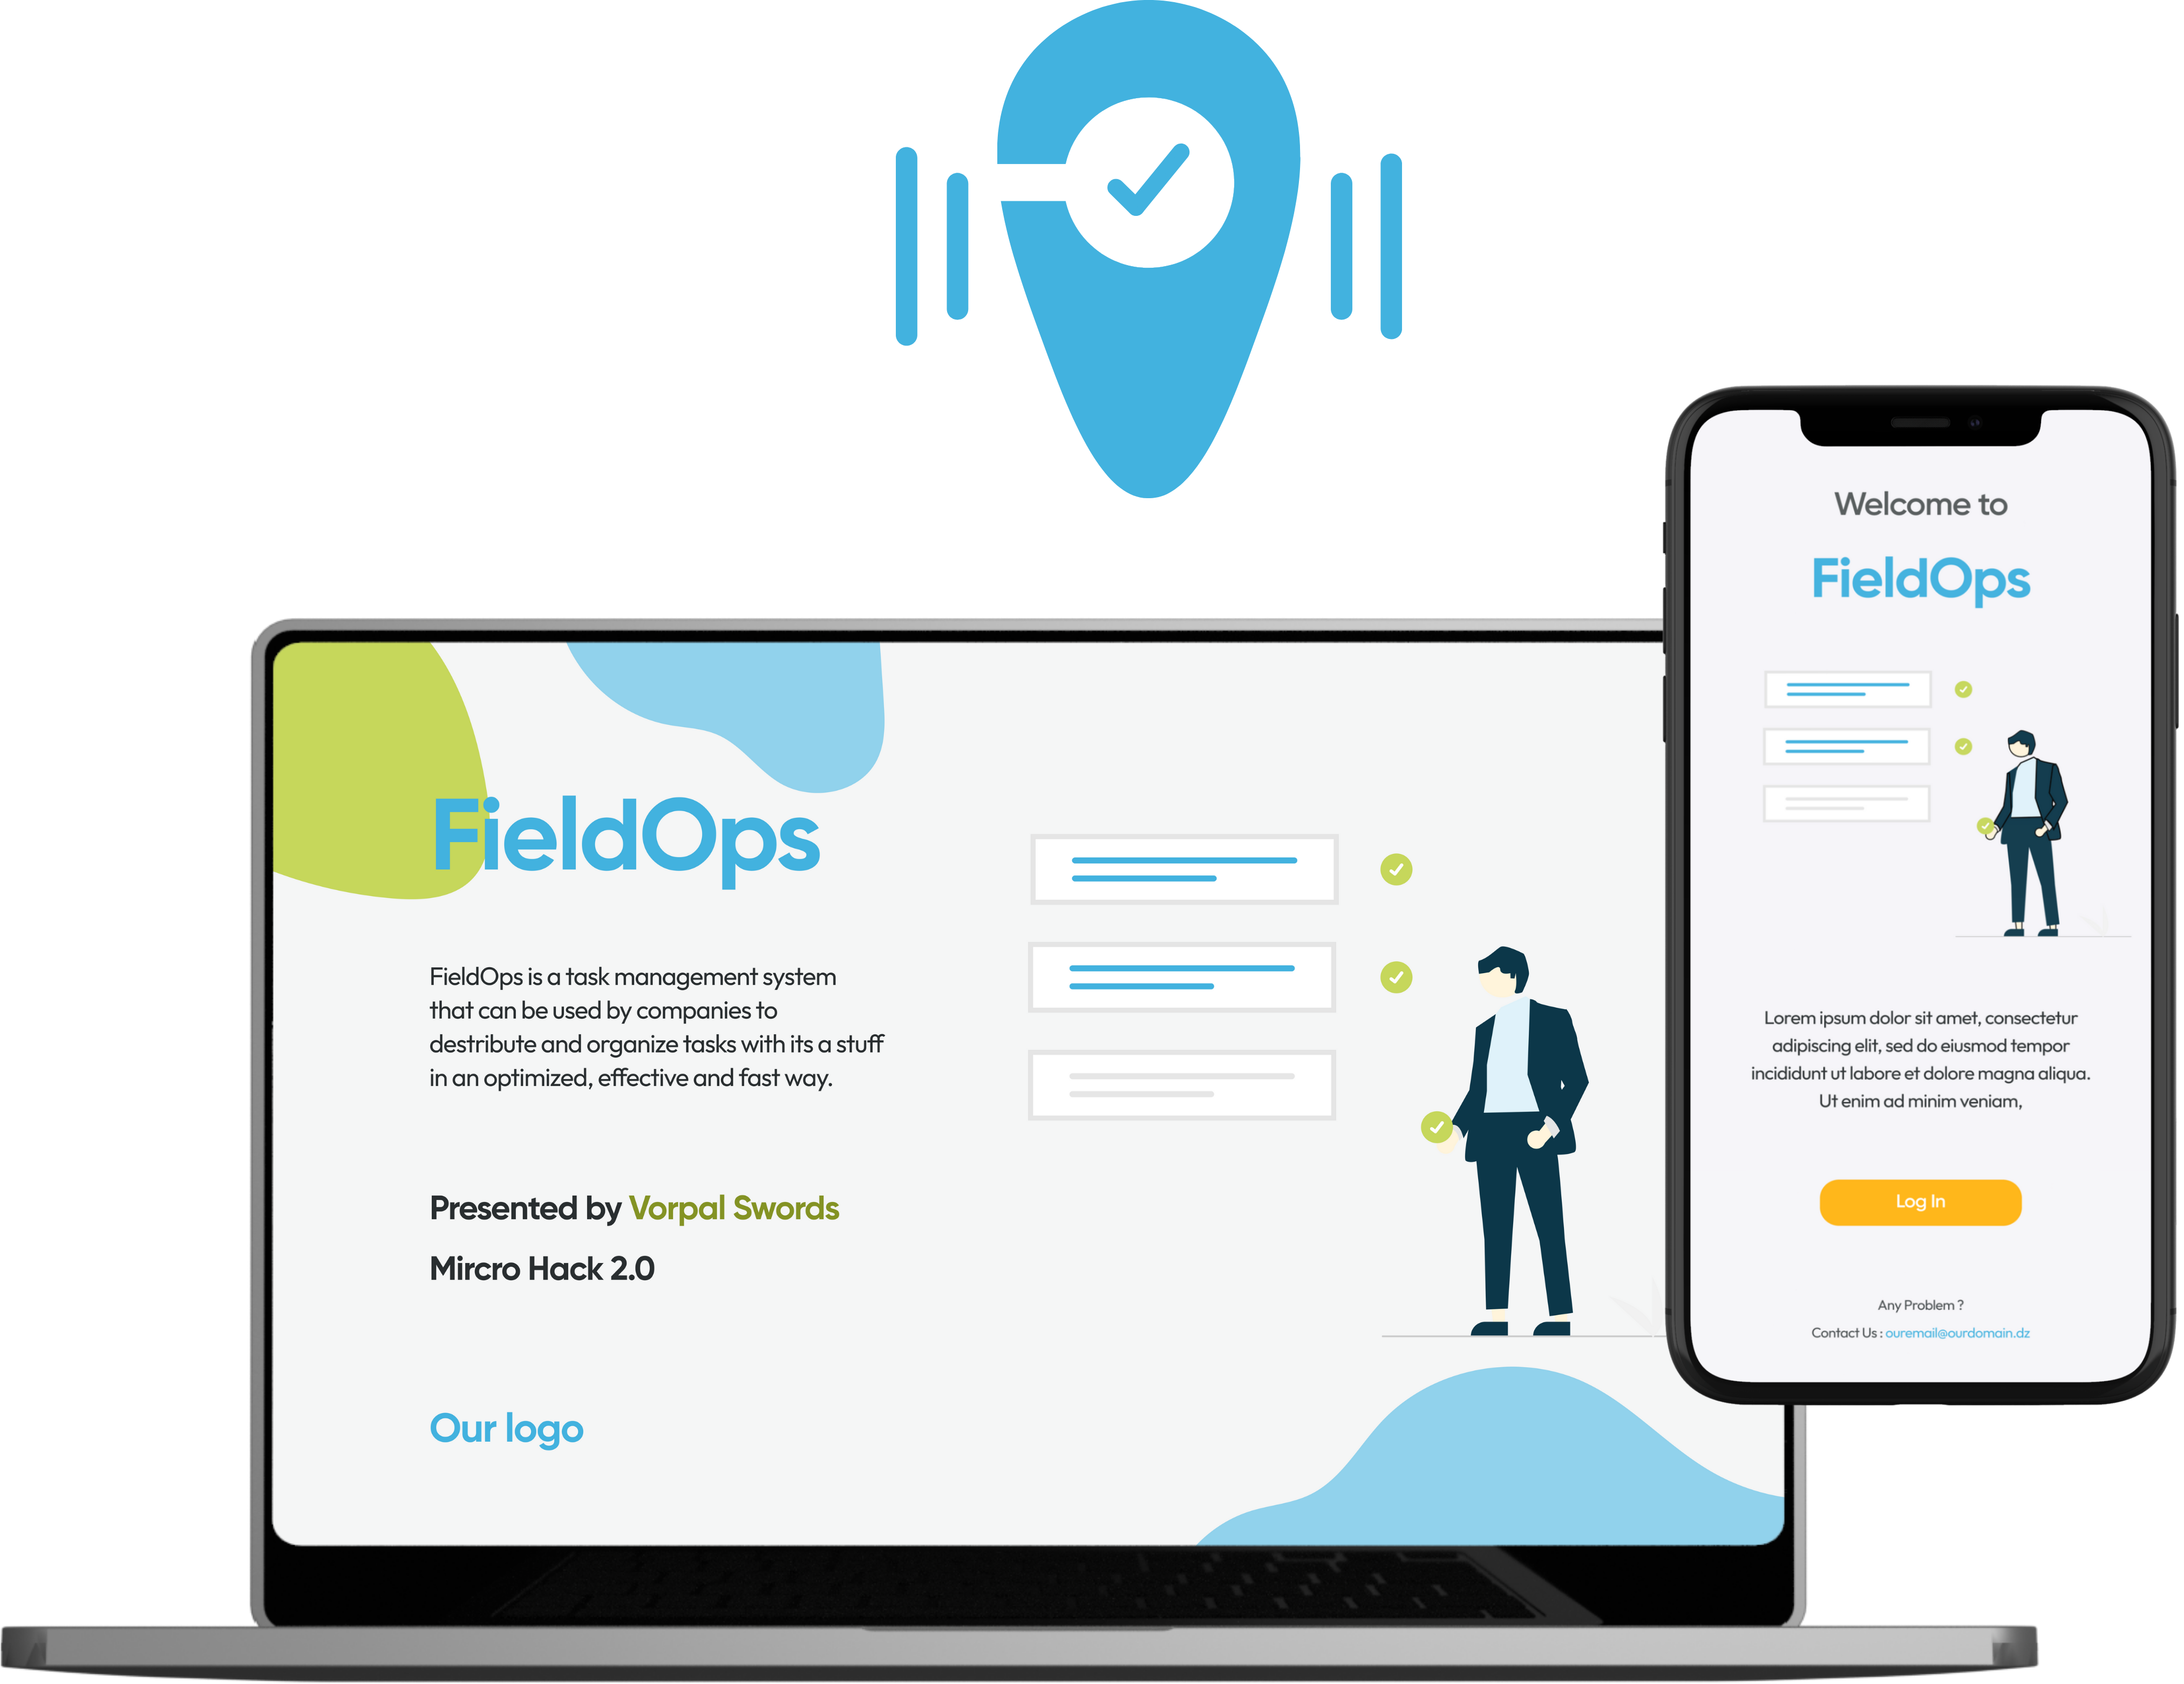 FieldOps
FieldOps is a task management system
that can be used by companies to
destribute and organize tasks with its a stuff
in an optimized, effective and fast way.
Presented by Vorpal Swords
Mircro Hack 2.0
Our logo
Welcome to
FieldOps
Lorem ipsum dolor sit amet, consectetur
adipiscing elit, sed do eiusmod tempor
incididunt ut labore et dolore magna aliqua.
Ut enim ad minim veniam,
Log In
Any Problem ?
Contact Us : ouremail@ourdomain.dz